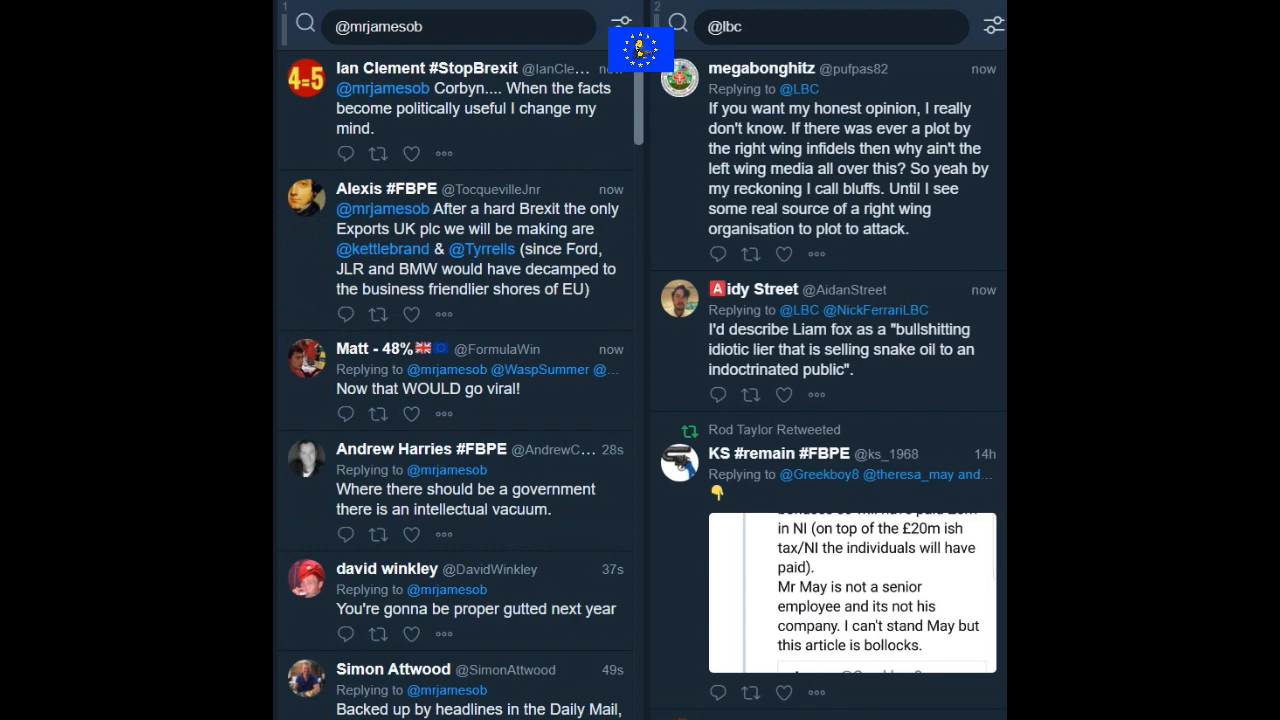 1
@mrjamesob
Ian Clement #StopBrexit @IanCle... now
@mrjamesob Corbyn.... When the facts
become politically useful I change my
mind.
Alexis #FBPE @TocquevilleJnr now
@mrjamesob After a hard Brexit the only
Exports UK plc we will be making are
@kettlebrand & @Tyrrells (since Ford,
JLR and BMW would have decamped to
the business friendlier shores of EU)
Matt - 48%🇬🇧🇪🇺 @FormulaWin now
Replying to @mrjamesob @WaspSummer @...
Now that WOULD go viral!
Andrew Harries #FBPE @AndrewC... 28s
Replying to @mrjamesob
Where there should be a government
there is an intellectual vacuum.
david winkley @DavidWinkley 37s
Replying to @mrjamesob
You're gonna be proper gutted next year
Simon Attwood @SimonAttwood 49s
Replying to @mrjamesob
Backed up by headlines in the Daily Mail,
2
@lbc
megabonghitz @pufpas82 now
Replying to @LBC
If you want my honest opinion, I really
don't know. If there was ever a plot by
the right wing infidels then why ain't the
left wing media all over this? So yeah by
my reckoning I call bluffs. Until I see
some real source of a right wing
organisation to plot to attack.
🅰idy Street @AidanStreet now
Replying to @LBC @NickFerrariLBC
I'd describe Liam fox as a "bullshitting
idiotic lier that is selling snake oil to an
indoctrinated public".
Rod Taylor Retweeted
KS #remain #FBPE @ks_1968 14h
Replying to @Greekboy8 @theresa_may and...
👇
in NI (on top of the £20m ish
tax/NI the individuals will have
paid).
Mr May is not a senior
employee and its not his
company. I can't stand May but
this article is bollocks.